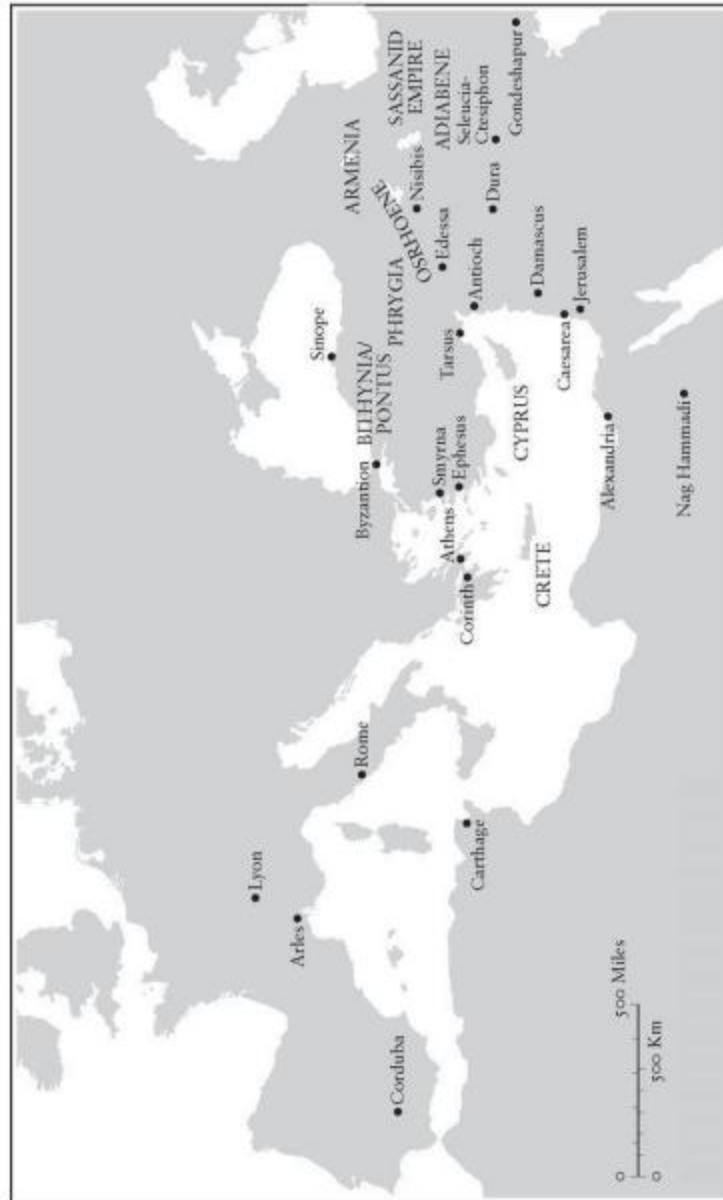 Lyon
Arles
Corduba
Rome
Carthage
Sinope
Byzantion
BITHYNIA/
PONTUS
PHRYGIA
ARMENIA
OSRHOENE
Nisibis
SASSANID
EMPIRE
ADIABENE
Seleucia-
Ctesiphon
Gondeshapur
Edessa
Dura
Antioch
Tarsus
Smyrna
Ephesus
Athens
Corinth
CRETE
CYPRUS
Damascus
Caesarea
Jerusalem
Alexandria
Nag Hammadi
0 500 Miles
0 500 Km